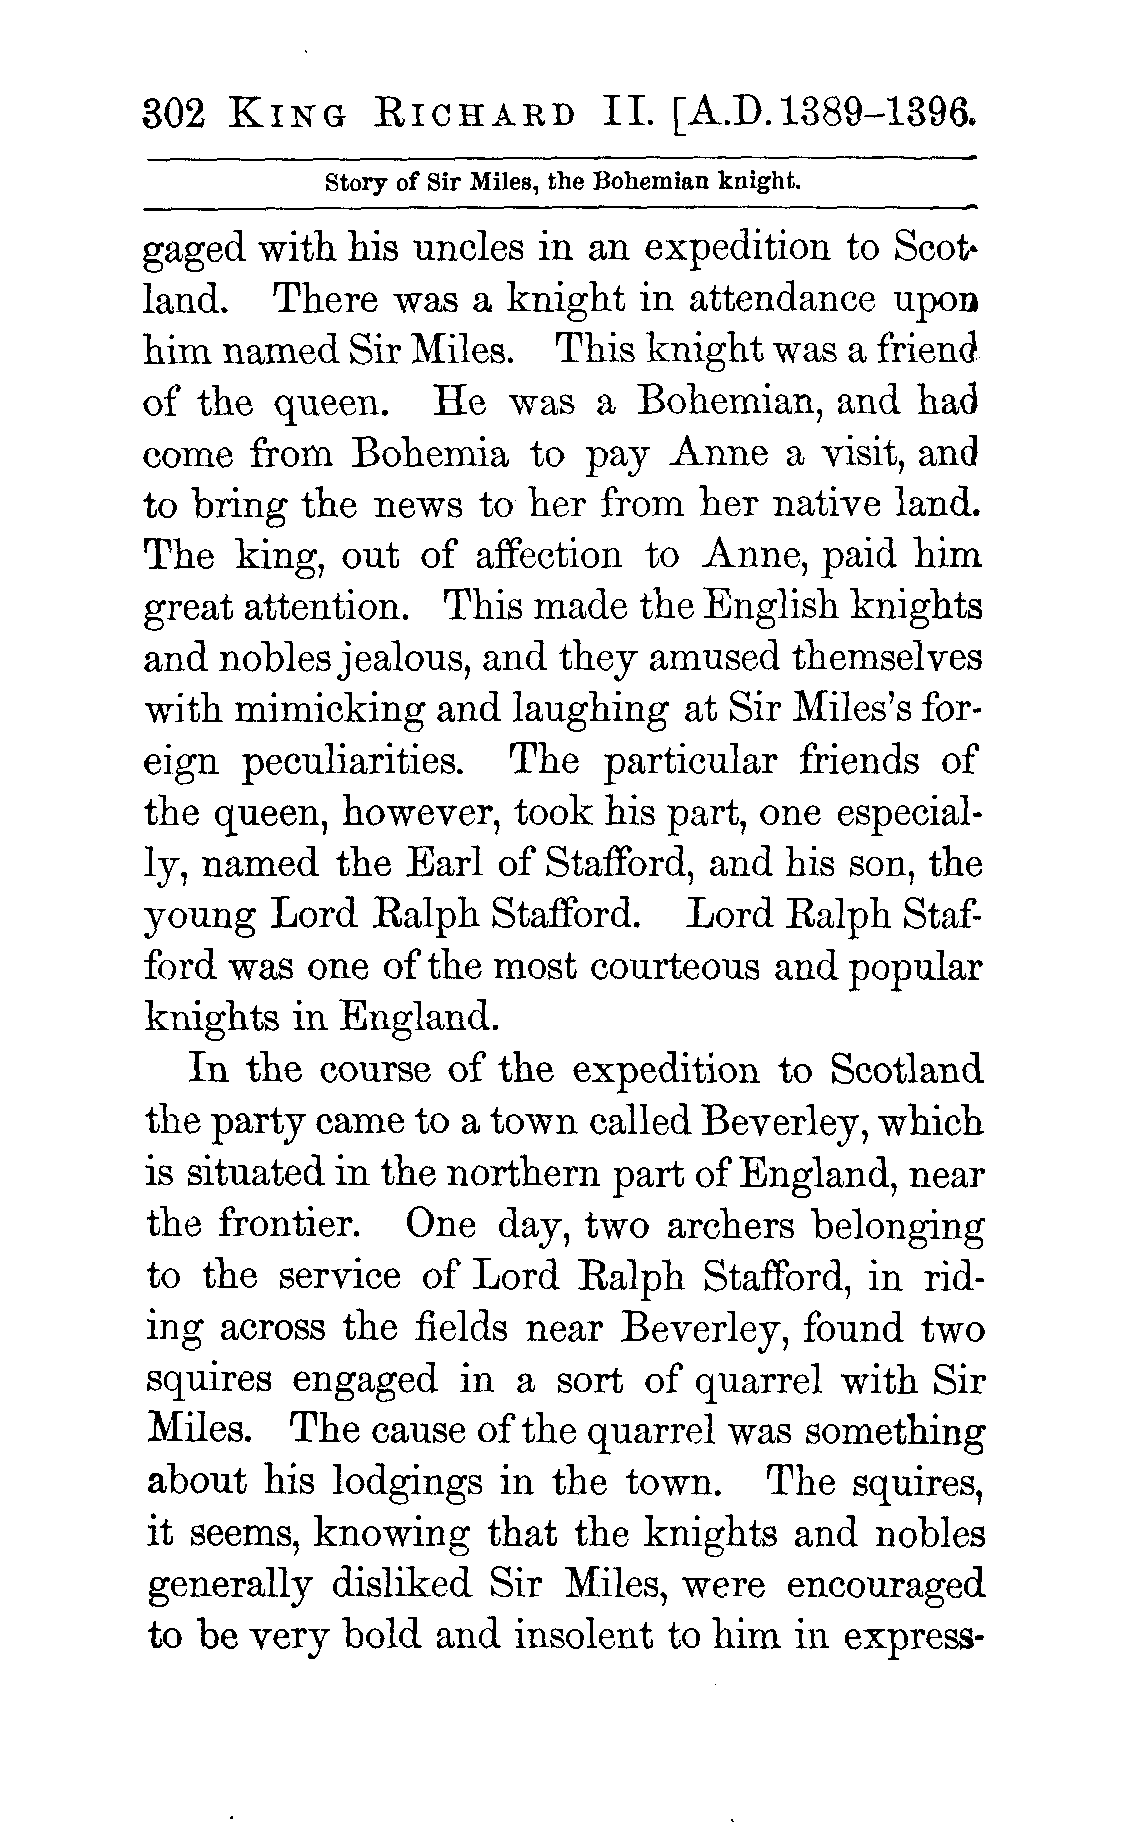 302 KING RICHARD II. [A.D. 1389–1396.
Story of Sir Miles, the Bohemian knight.
gaged with his uncles in an expedition to Scot-
land. There was a knight in attendance upon
him named Sir Miles. This knight was a friend
of the queen. He was a Bohemian, and had
come from Bohemia to pay Anne a visit, and
to bring the news to her from her native land.
The king, out of affection to Anne, paid him
great attention. This made the English knights
and nobles jealous, and they amused themselves
with mimicking and laughing at Sir Miles's for-
eign peculiarities. The particular friends of
the queen, however, took his part, one especial-
ly, named the Earl of Stafford, and his son, the
young Lord Ralph Stafford. Lord Ralph Staf-
ford was one of the most courteous and popular
knights in England.
In the course of the expedition to Scotland
the party came to a town called Beverley, which
is situated in the northern part of England, near
the frontier. One day, two archers belonging
to the service of Lord Ralph Stafford, in rid-
ing across the fields near Beverley, found two
squires engaged in a sort of quarrel with Sir
Miles. The cause of the quarrel was something
about his lodgings in the town. The squires,
it seems, knowing that the knights and nobles
generally disliked Sir Miles, were encouraged
to be very bold and insolent to him in express-